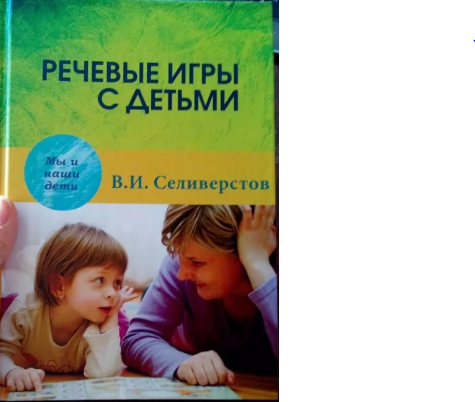 РЕЧЕВЫЕ ИГРЫ
С ДЕТЬМИ
Мы и
наши
дети
В.И. Селиверстов